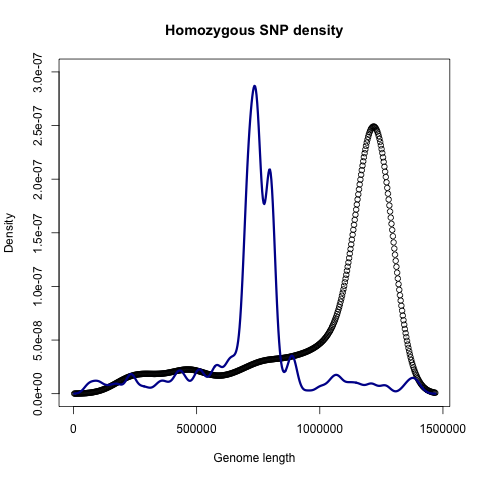 Homozygous SNP density
Density
3.0e-07
2.5e-07
2.0e-07
1.5e-07
1.0e-07
5.0e-08
0.0e+00
0 500000 1000000 1500000
Genome length